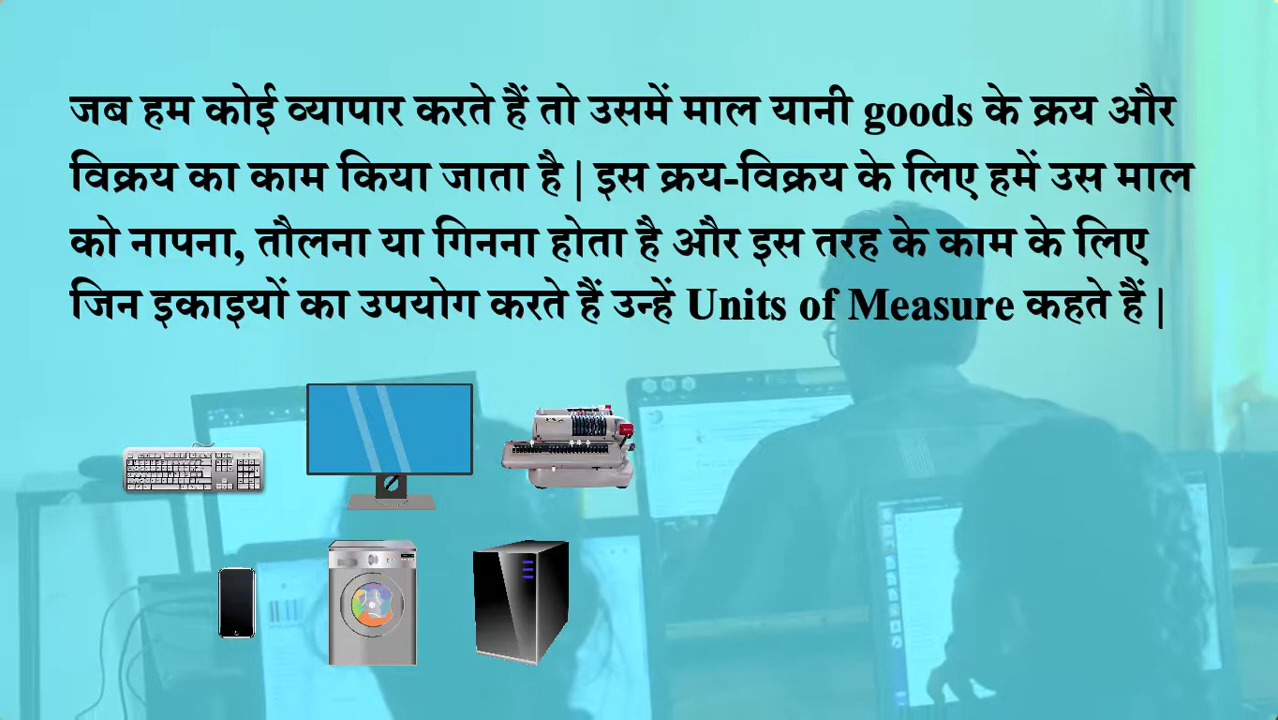 जब हम कोई व्यापार करते हैं तो उसमें माल यानी goods के क्रय और
विक्रय का काम किया जाता है | इस क्रय-विक्रय के लिए हमें उस माल
को नापना, तौलना या गिनना होता है और इस तरह के काम के लिए
जिन इकाइयों का उपयोग करते हैं उन्हें Units of Measure कहते हैं |